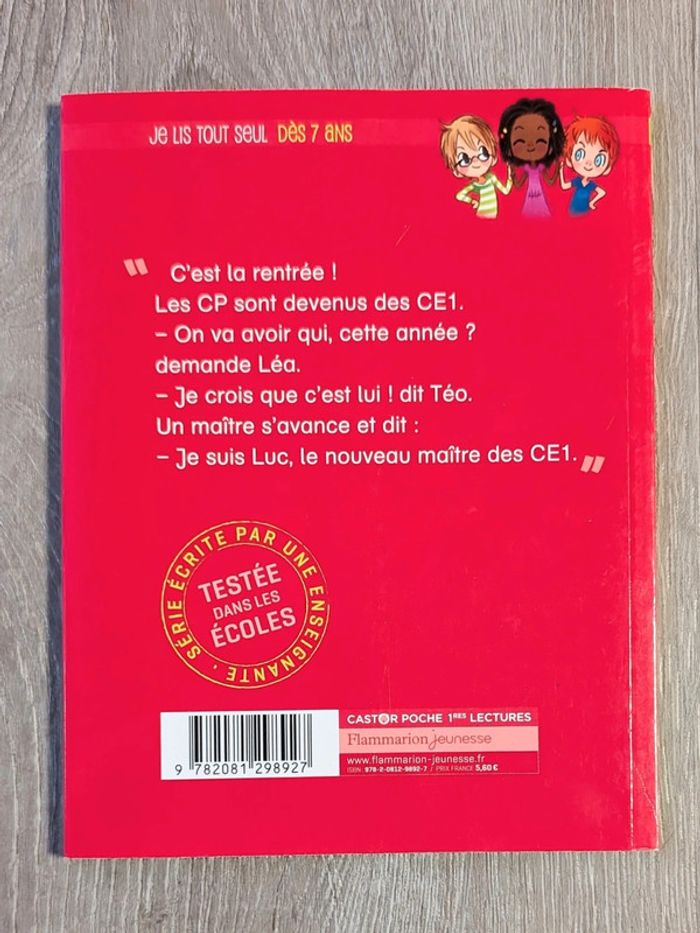 Je lis tout seul dès 7 ans
" C'est la rentrée !
Les CP sont devenus des CE1.
– On va avoir qui, cette année ?
demande Léa.
– Je crois que c'est lui ! dit Téo.
Un maître s'avance et dit :
– Je suis Luc, le nouveau maître des CE1. "
SÉRIE ÉCRITE PAR UNE ENSEIGNANTE ·
TESTÉE
DANS LES
ÉCOLES
CASTOR POCHE 1RES LECTURES
Flammarion jeunesse
www.flammarion-jeunesse.fr
ISBN : 978-2-0812-9892-7 / PRIX FRANCE 5,60 €
9 782081 298927